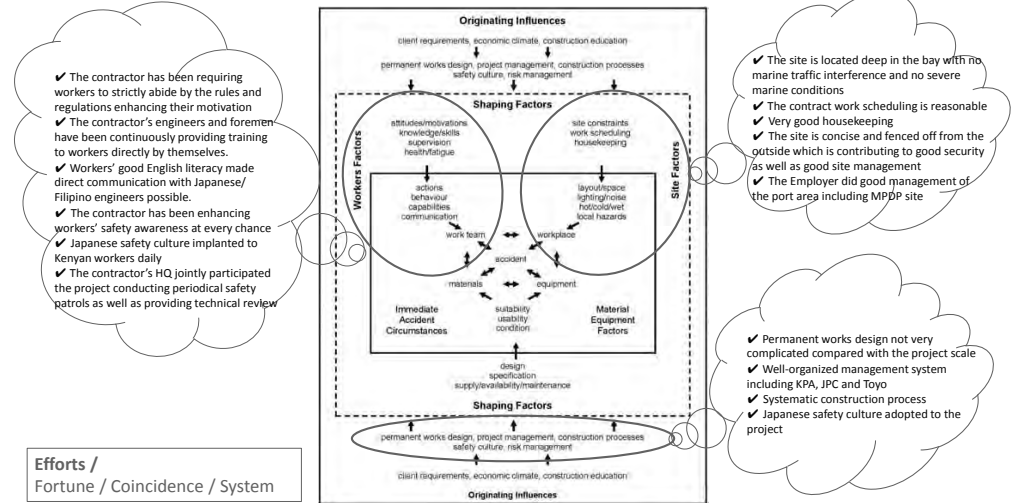 ✔ The contractor has been requiring
workers to strictly abide by the rules and
regulations enhancing their motivation
✔ The contractor's engineers and foremen
have been continuously providing training
to workers directly by themselves.
✔ Workers' good English literacy made
direct communication with Japanese/
Filipino engineers possible.
✔ The contractor has been enhancing
workers' safety awareness at every chance
✔ Japanese safety culture implanted to
Kenyan workers daily
✔ The contractor's HQ jointly participated
the project conducting periodical safety
patrols as well as providing technical review
Efforts /
Fortune / Coincidence / System
Originating Influences
client requirements, economic climate, construction education
permanent works design, project management, construction processes
safety culture, risk management
Shaping Factors
Workers Factors
attitudes/motivations
knowledge/skills
supervision
health/fatigue
site constraints
work scheduling
housekeeping
Site Factors
actions
behaviour
capabilities
communication
layout/space
lighting/noise
hot/cold/wet
local hazards
work team
workplace
accident
materials
equipment
Immediate
Accident
Circumstances
suitability
usability
condition
Material
Equipment
Factors
design
specification
supply/availability/maintenance
Shaping Factors
permanent works design, project management, construction processes
safety culture, risk management
client requirements, economic climate, construction education
Originating Influences
✔ The site is located deep in the bay with no
marine traffic interference and no severe
marine conditions
✔ The contract work scheduling is reasonable
✔ Very good housekeeping
✔ The site is concise and fenced off from the
outside which is contributing to good security
as well as good site management
✔ The Employer did good management of
the port area including MPDP site
✔ Permanent works design not very
complicated compared with the project scale
✔ Well-organized management system
including KPA, JPC and Toyo
✔ Systematic construction process
✔ Japanese safety culture adopted to the
project